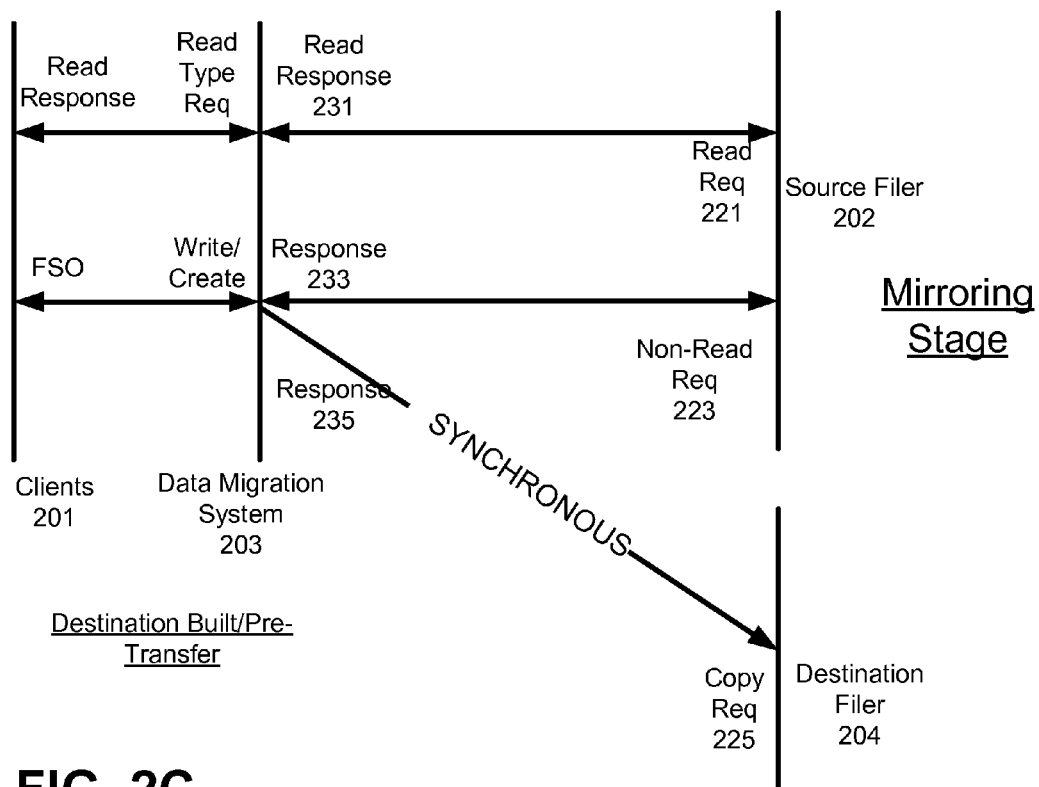 Read
Response
Read
Type
Req
Read
Response
231
Read
Req
221
Source Filer
202
FSO
Write/
Create
Response
233
Mirroring
Stage
Non-Read
Req
223
Response
235
SYNCHRONOUS
Clients
201
Data Migration
System
203
Destination Built/Pre-
Transfer
Copy
Req
225
Destination
Filer
204
FIG. 2C